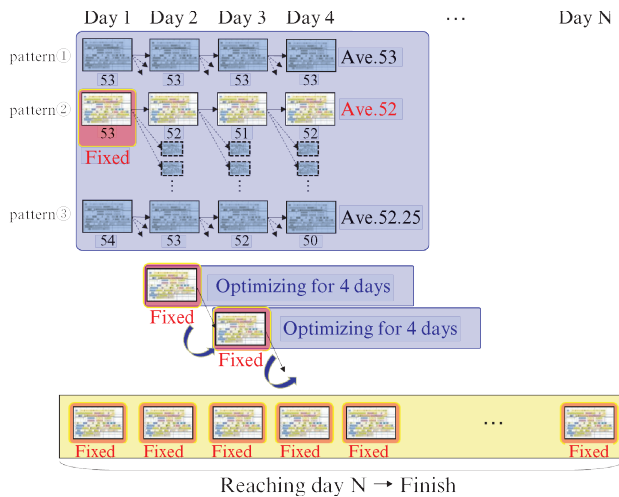 Day 1 Day 2 Day 3 Day 4 ... Day N
pattern① Ave.53
53 53 53 53
pattern② Ave.52
53 52 51 52
Fixed
...
pattern③ Ave.52.25
54 53 52 50
Optimizing for 4 days
Fixed
Optimizing for 4 days
Fixed
...
Fixed Fixed Fixed Fixed Fixed Fixed
Reaching day N → Finish